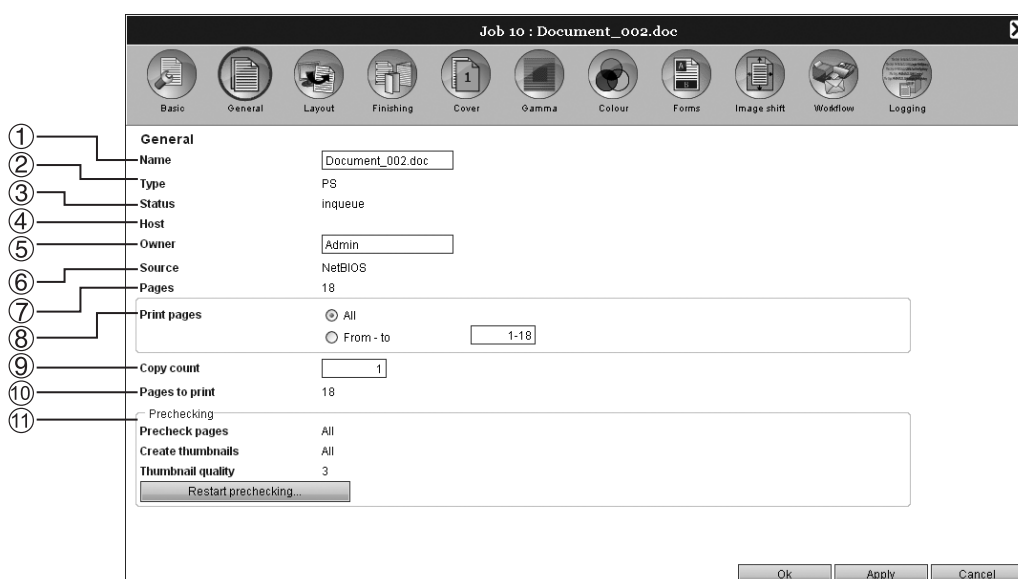 Job 10 : Document_002.doc
Basic General Layout Finishing Cover Gamma Colour Forms Image shift Workflow Logging
General
① Name Document_002.doc
② Type PS
③ Status inqueue
④ Host
⑤ Owner Admin
⑥ Source NetBIOS
⑦ Pages 18
⑧ Print pages All
From - to 1-18
⑨ Copy count 1
⑩ Pages to print 18
⑪ Prechecking
Precheck pages All
Create thumbnails All
Thumbnail quality 3
Restart prechecking...
Ok Apply Cancel